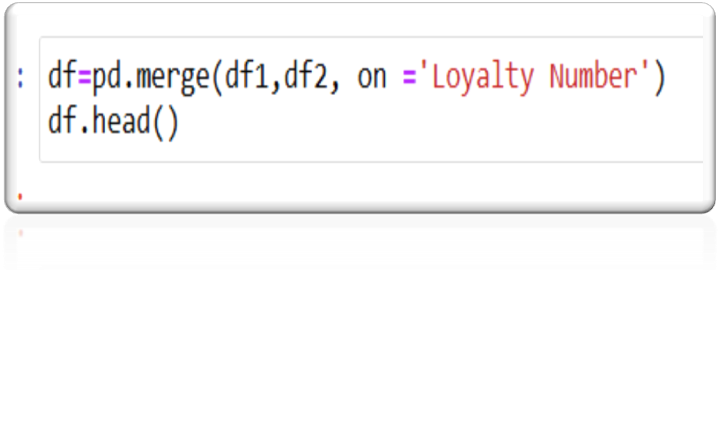 : df=pd.merge(df1,df2, on ='Loyalty Number')
df.head()